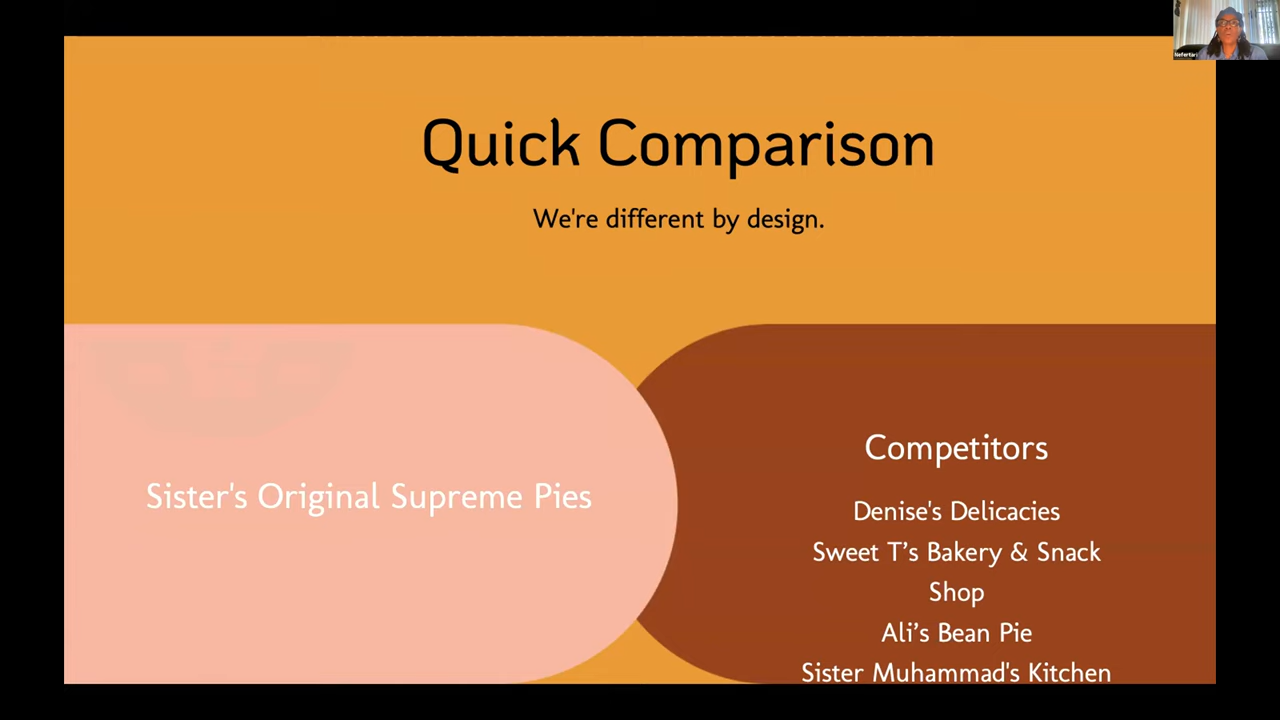 Nefertari
Quick Comparison
We're different by design.
Sister's Original Supreme Pies
Competitors
Denise's Delicacies
Sweet T’s Bakery & Snack
Shop
Ali’s Bean Pie
Sister Muhammad's Kitchen